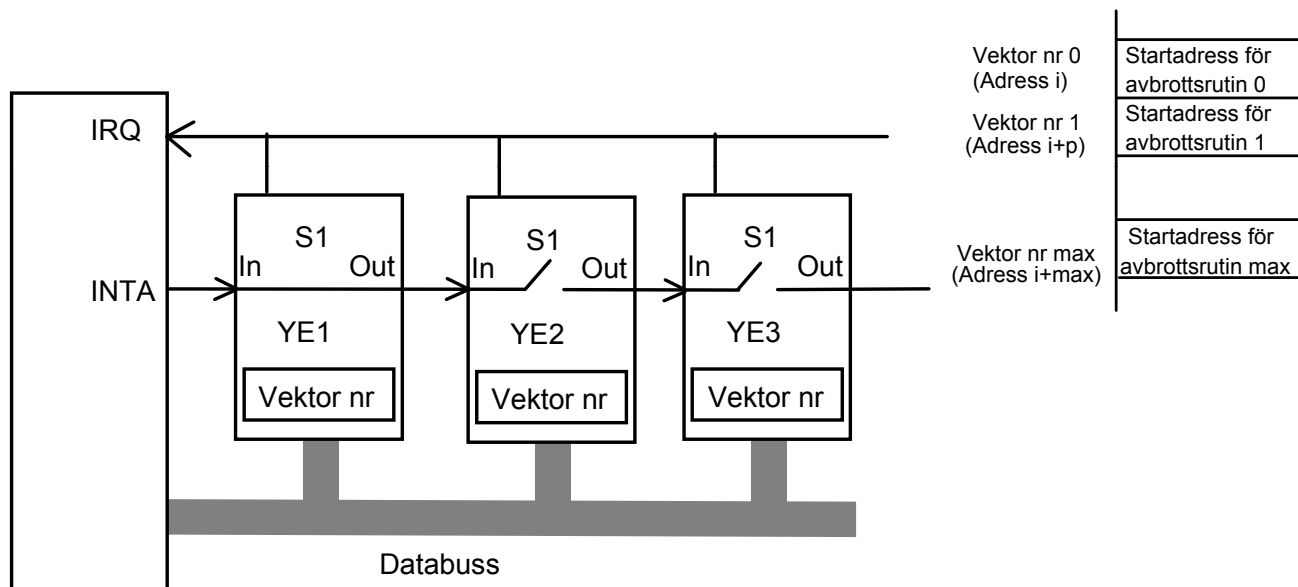 IRQ
INTA
S1
In
Out
YE1
Vektor nr
S1
In
Out
YE2
Vektor nr
S1
In
Out
YE3
Vektor nr
Databuss
Vektor nr 0
(Adress i)
Startadress för
avbrottsrutin 0
Vektor nr 1
(Adress i+p)
Startadress för
avbrottsrutin 1
Vektor nr max
(Adress i+max)
Startadress för
avbrottsrutin max